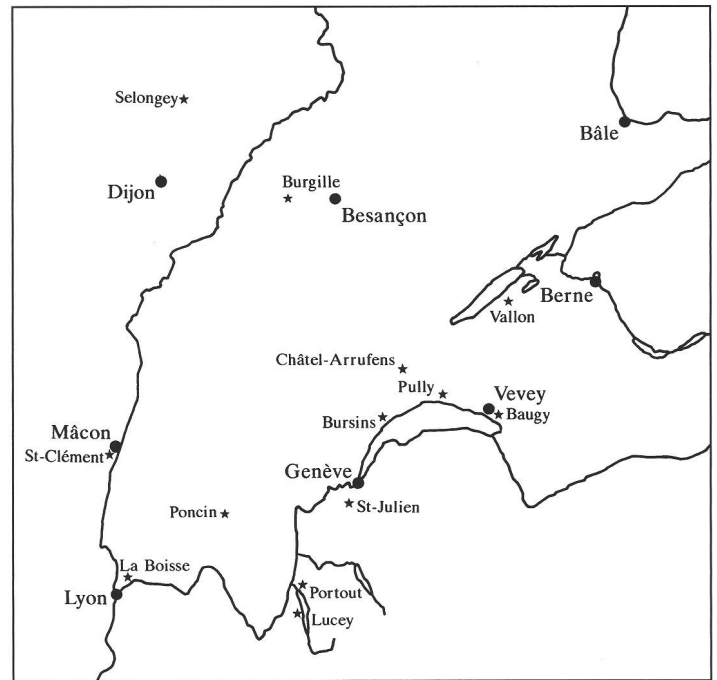 Selongey
Bâle
Dijon
Burgille
Besançon
Berne
Vallon
Châtel-Arrufens
Pully
Vevey
Baugy
Bursins
Mâcon
St-Clément
Genève
St-Julien
Poncin
La Boisse
Lyon
Portout
Lucey